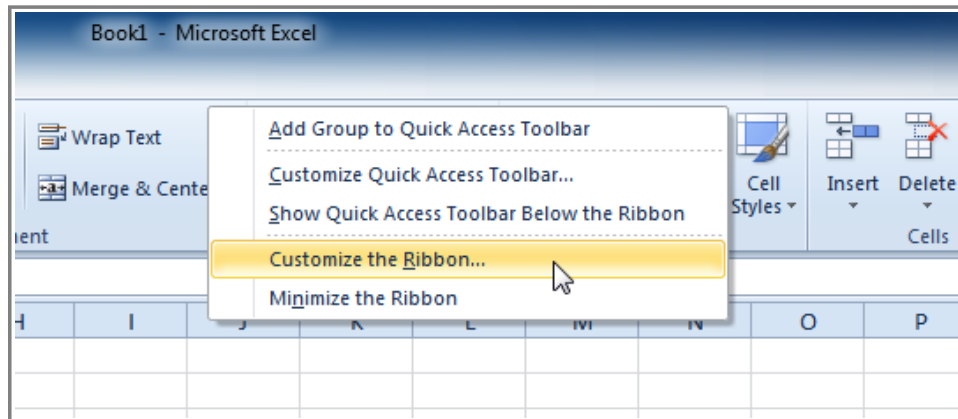 Book1 - Microsoft Excel
Add Group to Quick Access Toolbar
Customize Quick Access Toolbar...
Show Quick Access Toolbar Below the Ribbon
Customize the Ribbon...
Minimize the Ribbon
Wrap Text
Merge & Cente
ment
Cell
Styles
Insert
Delete
Cells
H I J K L M N O P